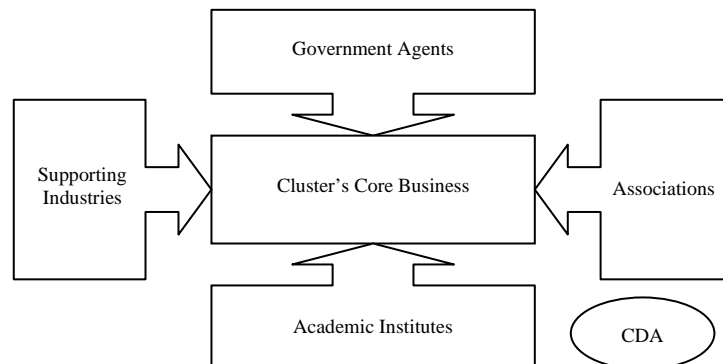 Government Agents
Supporting
Industries
Cluster’s Core Business
Associations
Academic Institutes
CDA